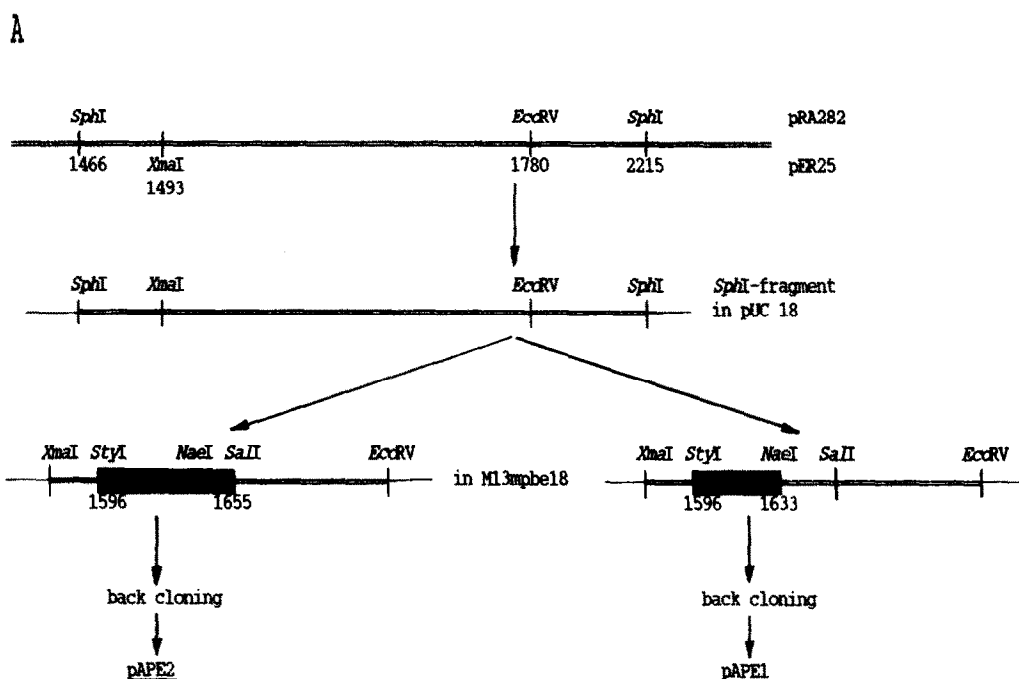 A
SphI EcoRV SphI pRA282
1466 XmaI 1780 2215 pER25
1493
SphI XmaI EcoRV SphI SphI-fragment
in pUC 18
XmaI StyI NaeI SalI EcoRV XmaI StyI NaeI SalI EcoRV
in M13mpbe18
1596 1655 1596 1633
back cloning back cloning
pAPE2 pAPE1